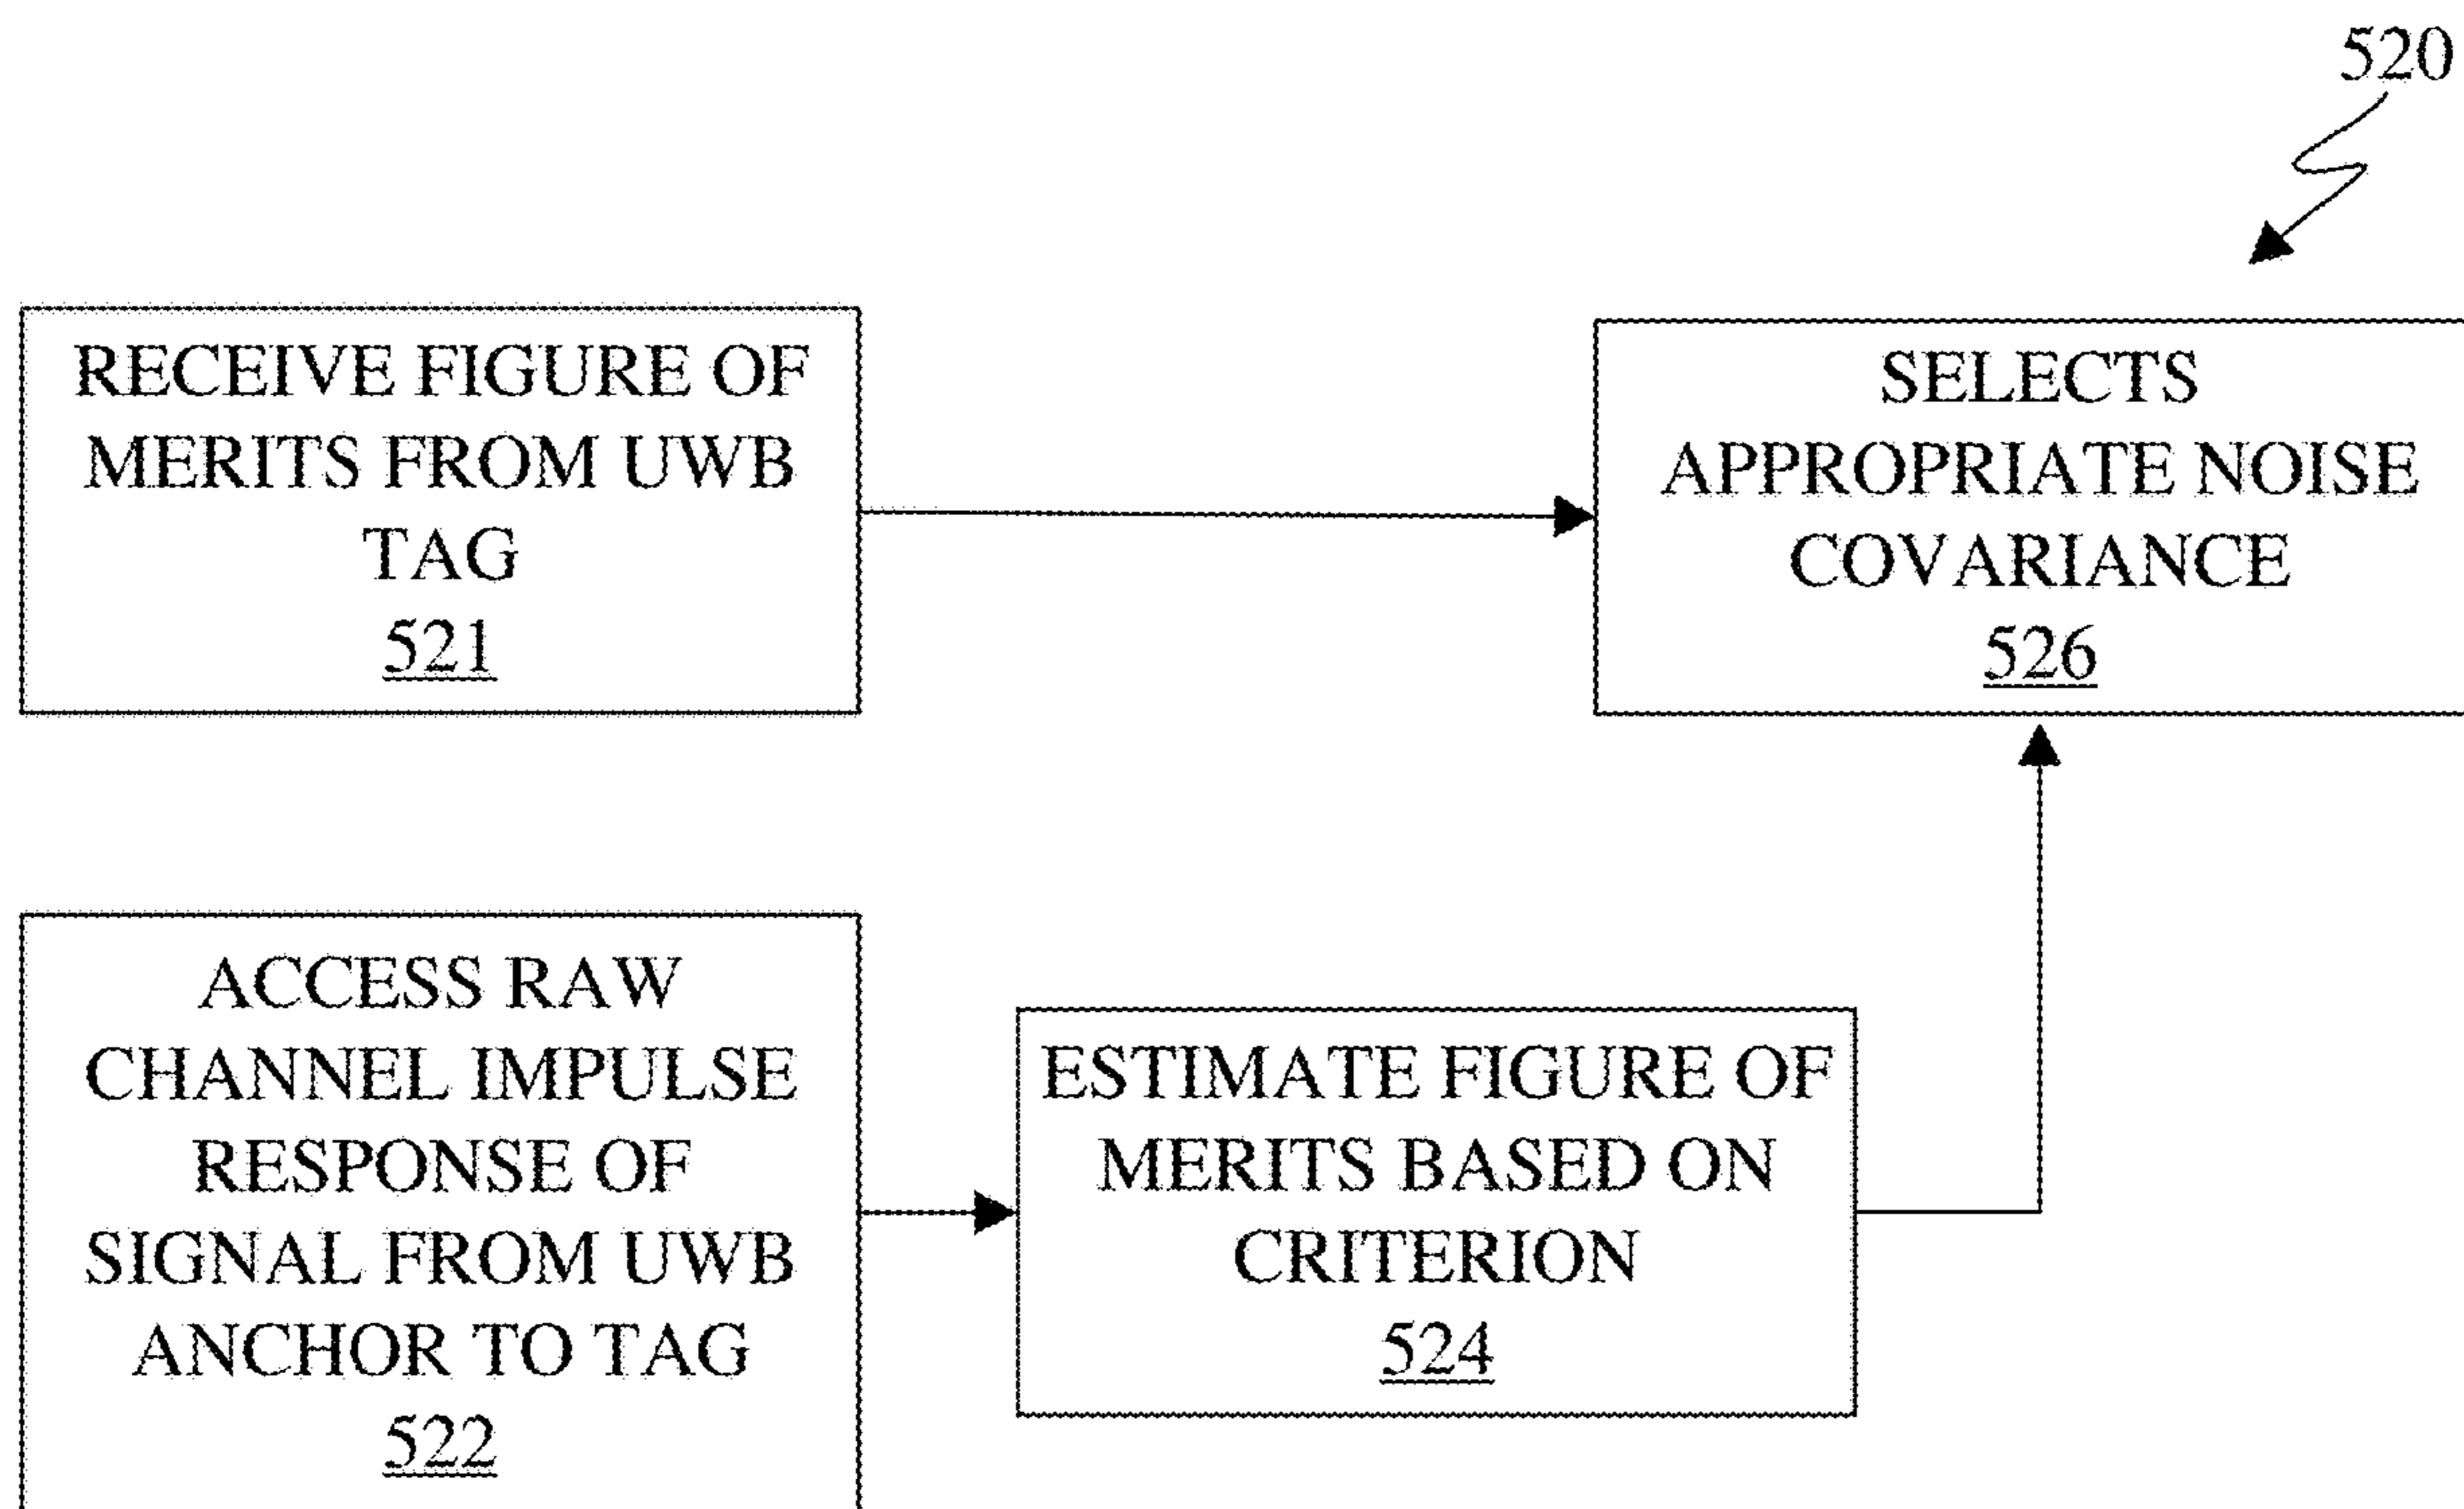 520
RECEIVE FIGURE OF
MERITS FROM UWB
TAG
521
SELECTS
APPROPRIATE NOISE
COVARIANCE
526
ACCESS RAW
CHANNEL IMPULSE
RESPONSE OF
SIGNAL FROM UWB
ANCHOR TO TAG
522
ESTIMATE FIGURE OF
MERITS BASED ON
CRITERION
524